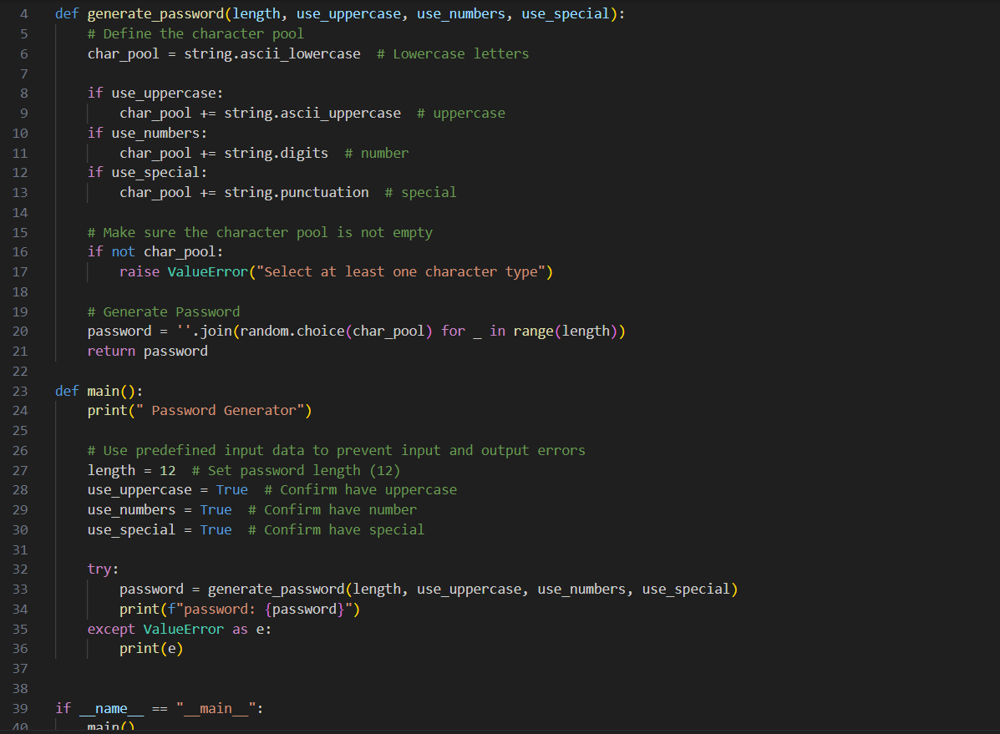 4 def generate_password(length, use_uppercase, use_numbers, use_special):
5 # Define the character pool
6 char_pool = string.ascii_lowercase # Lowercase letters
7
8 if use_uppercase:
9 char_pool += string.ascii_uppercase # uppercase
10 if use_numbers:
11 char_pool += string.digits # number
12 if use_special:
13 char_pool += string.punctuation # special
14
15 # Make sure the character pool is not empty
16 if not char_pool:
17 raise ValueError("Select at least one character type")
18
19 # Generate Password
20 password = ''.join(random.choice(char_pool) for _ in range(length))
21 return password
22
23 def main():
24 print(" Password Generator")
25
26 # Use predefined input data to prevent input and output errors
27 length = 12 # Set password length (12)
28 use_uppercase = True # Confirm have uppercase
29 use_numbers = True # Confirm have number
30 use_special = True # Confirm have special
31
32 try:
33 password = generate_password(length, use_uppercase, use_numbers, use_special)
34 print(f"password: {password}")
35 except ValueError as e:
36 print(e)
37
38
39 if __name__ == "__main__":
40 main()